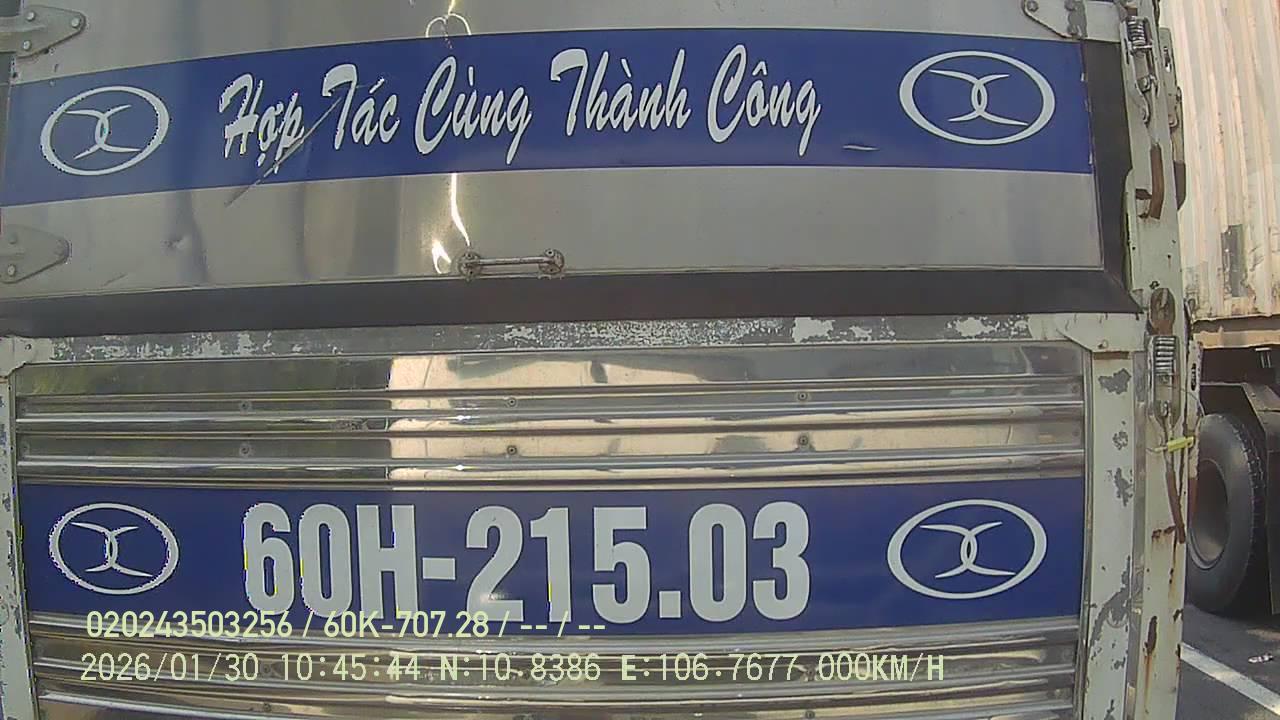 Hợp Tác Cùng Thành Công
60H-215.03
020243503256 / 60K-707.28 / -- / --
2026/01/30 10:45:44 N:10.8386 E:106.7677 000KM/H